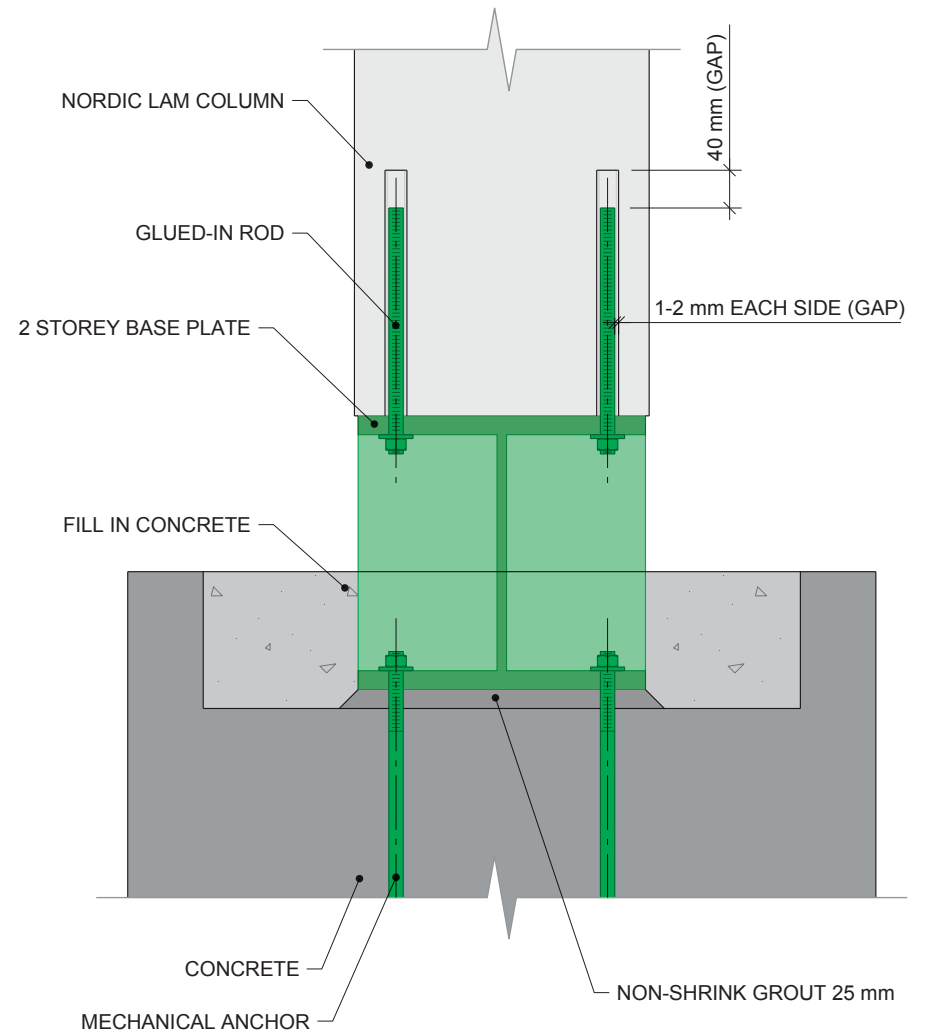 40 mm (GAP)
NORDIC LAM COLUMN
GLUED-IN ROD
1-2 mm EACH SIDE (GAP)
2 STOREY BASE PLATE
FILL IN CONCRETE
CONCRETE
NON-SHRINK GROUT 25 mm
MECHANICAL ANCHOR